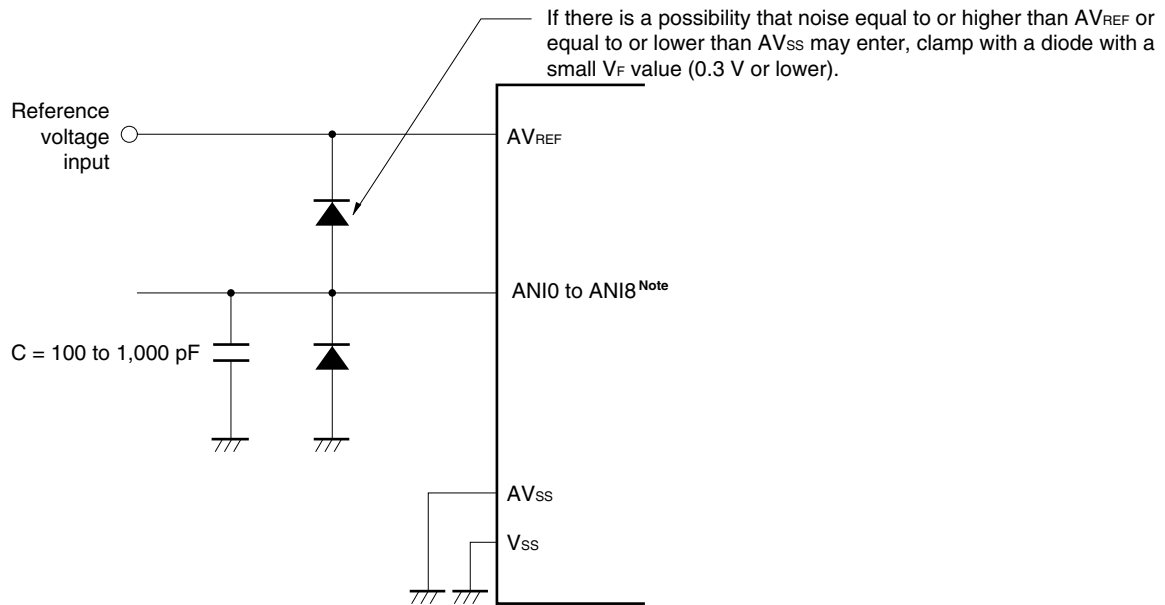 If there is a possibility that noise equal to or higher than AVREF or
equal to or lower than AVSS may enter, clamp with a diode with a
small VF value (0.3 V or lower).
Reference
voltage
input
AVREF
ANI0 to ANI8Note
C = 100 to 1,000 pF
AVSS
VSS